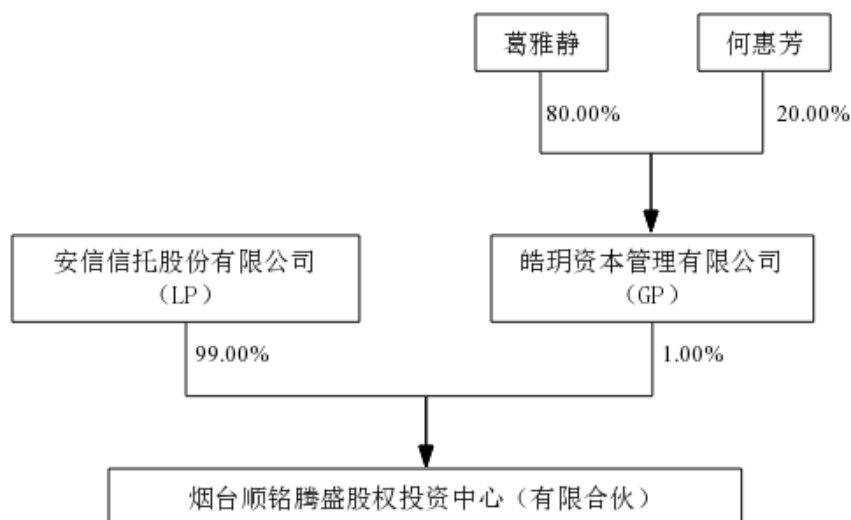 葛雅静
何惠芳
80.00%
20.00%
安信信托股份有限公司
（LP）
皓玥资本管理有限公司
（GP）
99.00%
1.00%
烟台顺铭腾盛股权投资中心（有限合伙）